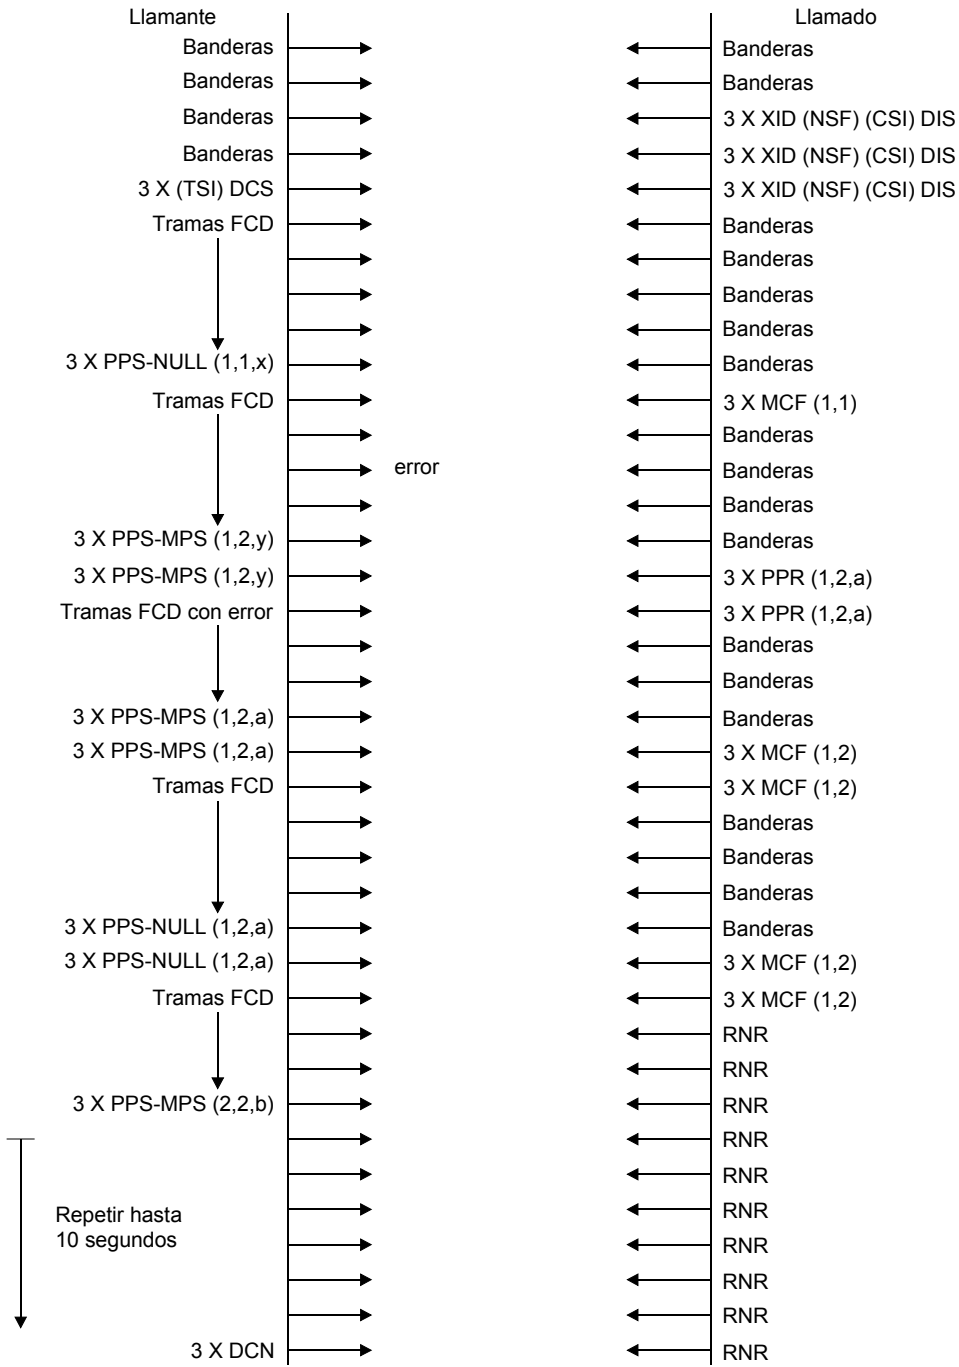 Llamante Llamado
Banderas Banderas
Banderas Banderas
Banderas 3 X XID (NSF) (CSI) DIS
Banderas 3 X XID (NSF) (CSI) DIS
3 X (TSI) DCS 3 X XID (NSF) (CSI) DIS
Tramas FCD Banderas
Banderas
Banderas
Banderas
3 X PPS-NULL (1,1,x) Banderas
Tramas FCD 3 X MCF (1,1)
Banderas
error Banderas
Banderas
3 X PPS-MPS (1,2,y) Banderas
3 X PPS-MPS (1,2,y) 3 X PPR (1,2,a)
Tramas FCD con error 3 X PPR (1,2,a)
Banderas
Banderas
3 X PPS-MPS (1,2,a) Banderas
3 X PPS-MPS (1,2,a) 3 X MCF (1,2)
Tramas FCD 3 X MCF (1,2)
Banderas
Banderas
Banderas
3 X PPS-NULL (1,2,a) Banderas
3 X PPS-NULL (1,2,a) 3 X MCF (1,2)
Tramas FCD 3 X MCF (1,2)
RNR
RNR
3 X PPS-MPS (2,2,b) RNR
RNR
RNR
Repetir hasta RNR
10 segundos RNR
RNR
RNR
3 X DCN RNR